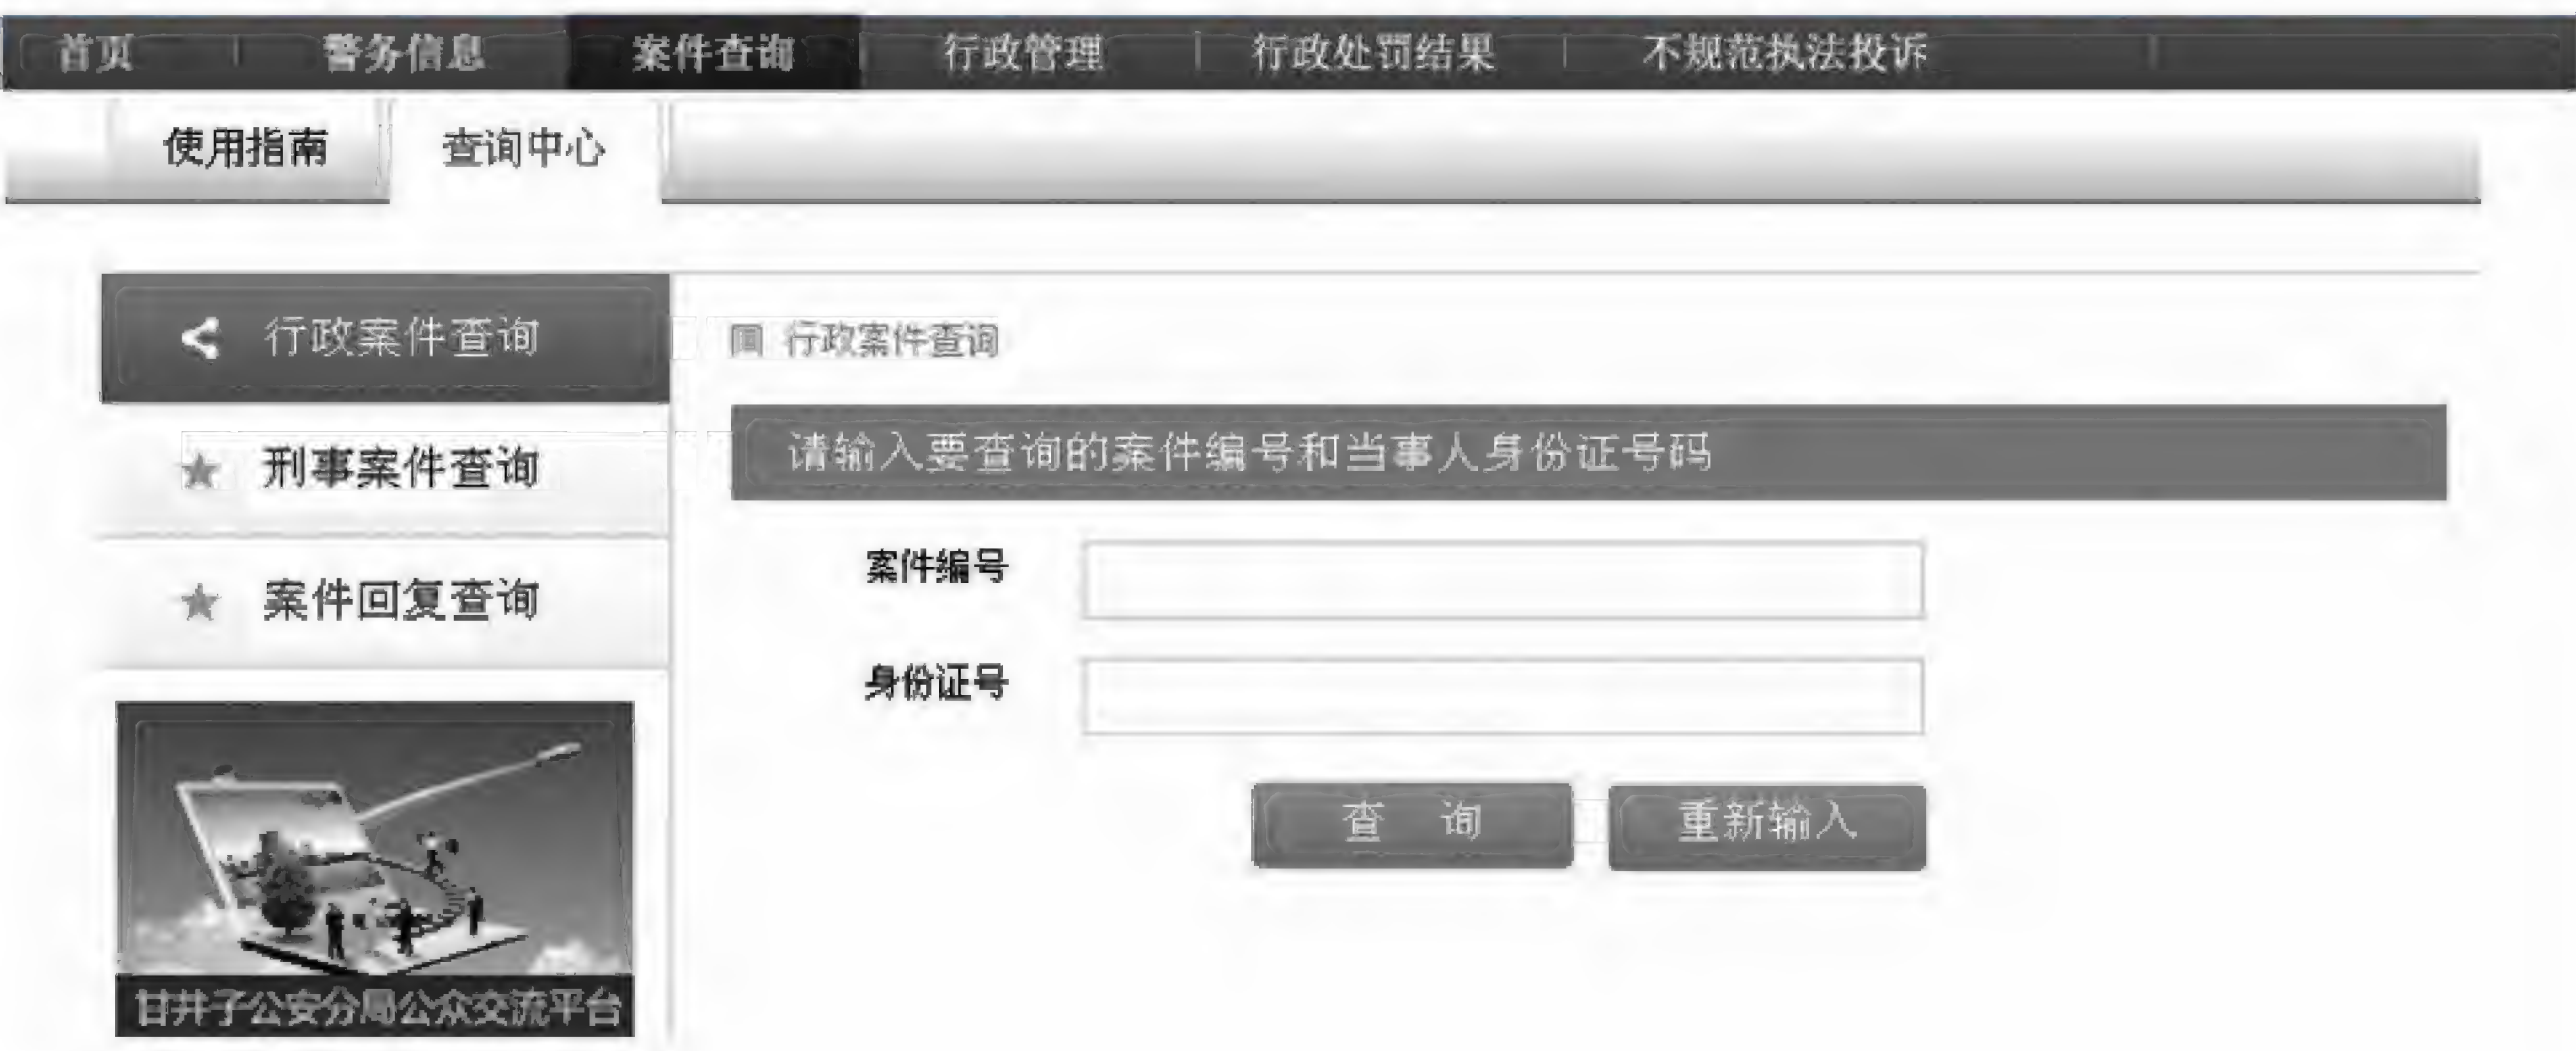 首页 警务信息 案件查询 行政管理 行政处罚结果 不规范执法投诉
使用指南 查询中心
行政案件查询
刑事案件查询
案件回复查询
甘井子公安分局公众交流平台
行政案件查询
请输入要查询的案件编号和当事人身份证号码
案件编号
身份证号
查 询 重新输入